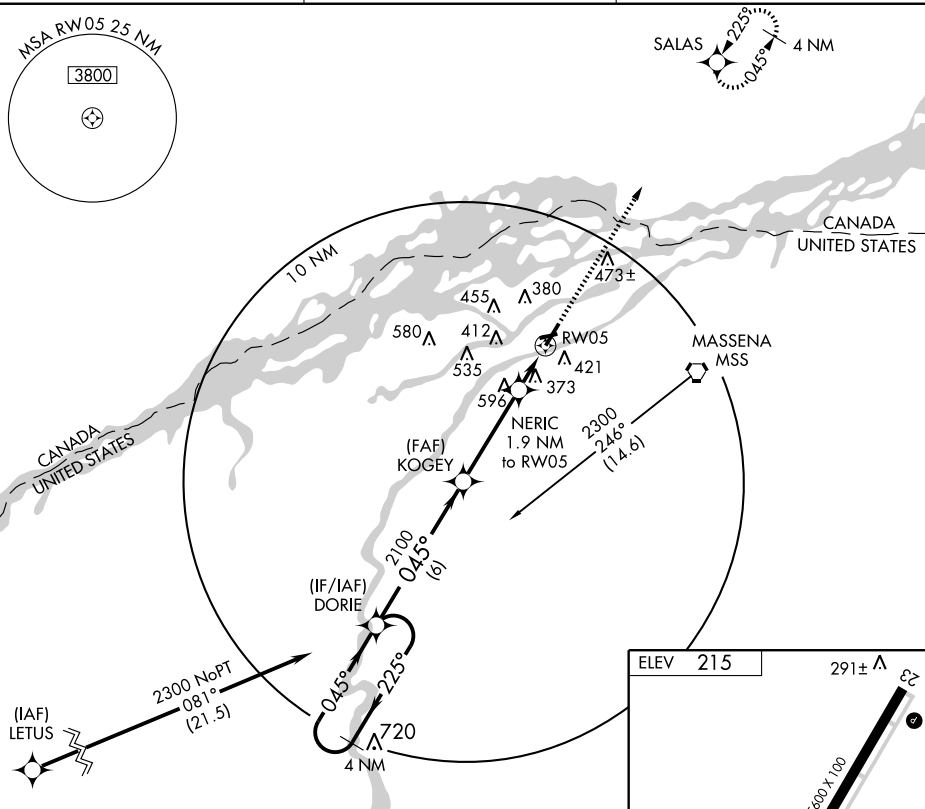 MSA RW05 25 NM
3800
SALAS
225°
045°
4 NM
CANADA
UNITED STATES
10 NM
473±
380
455
580
412
RW05
535
421
MASSENA
MSS
596
373
NERIC
1.9 NM
to RW05
2300
246°
(14.6)
CANADA
UNITED STATES
(FAF)
KOGEY
2100
045°
(6)
(IF/IAF)
DORIE
045°
225°
2300 NoPT
081°
(21.5)
(IAF)
LETUS
720
4 NM
ELEV 215
291±
23
P
600 X 100